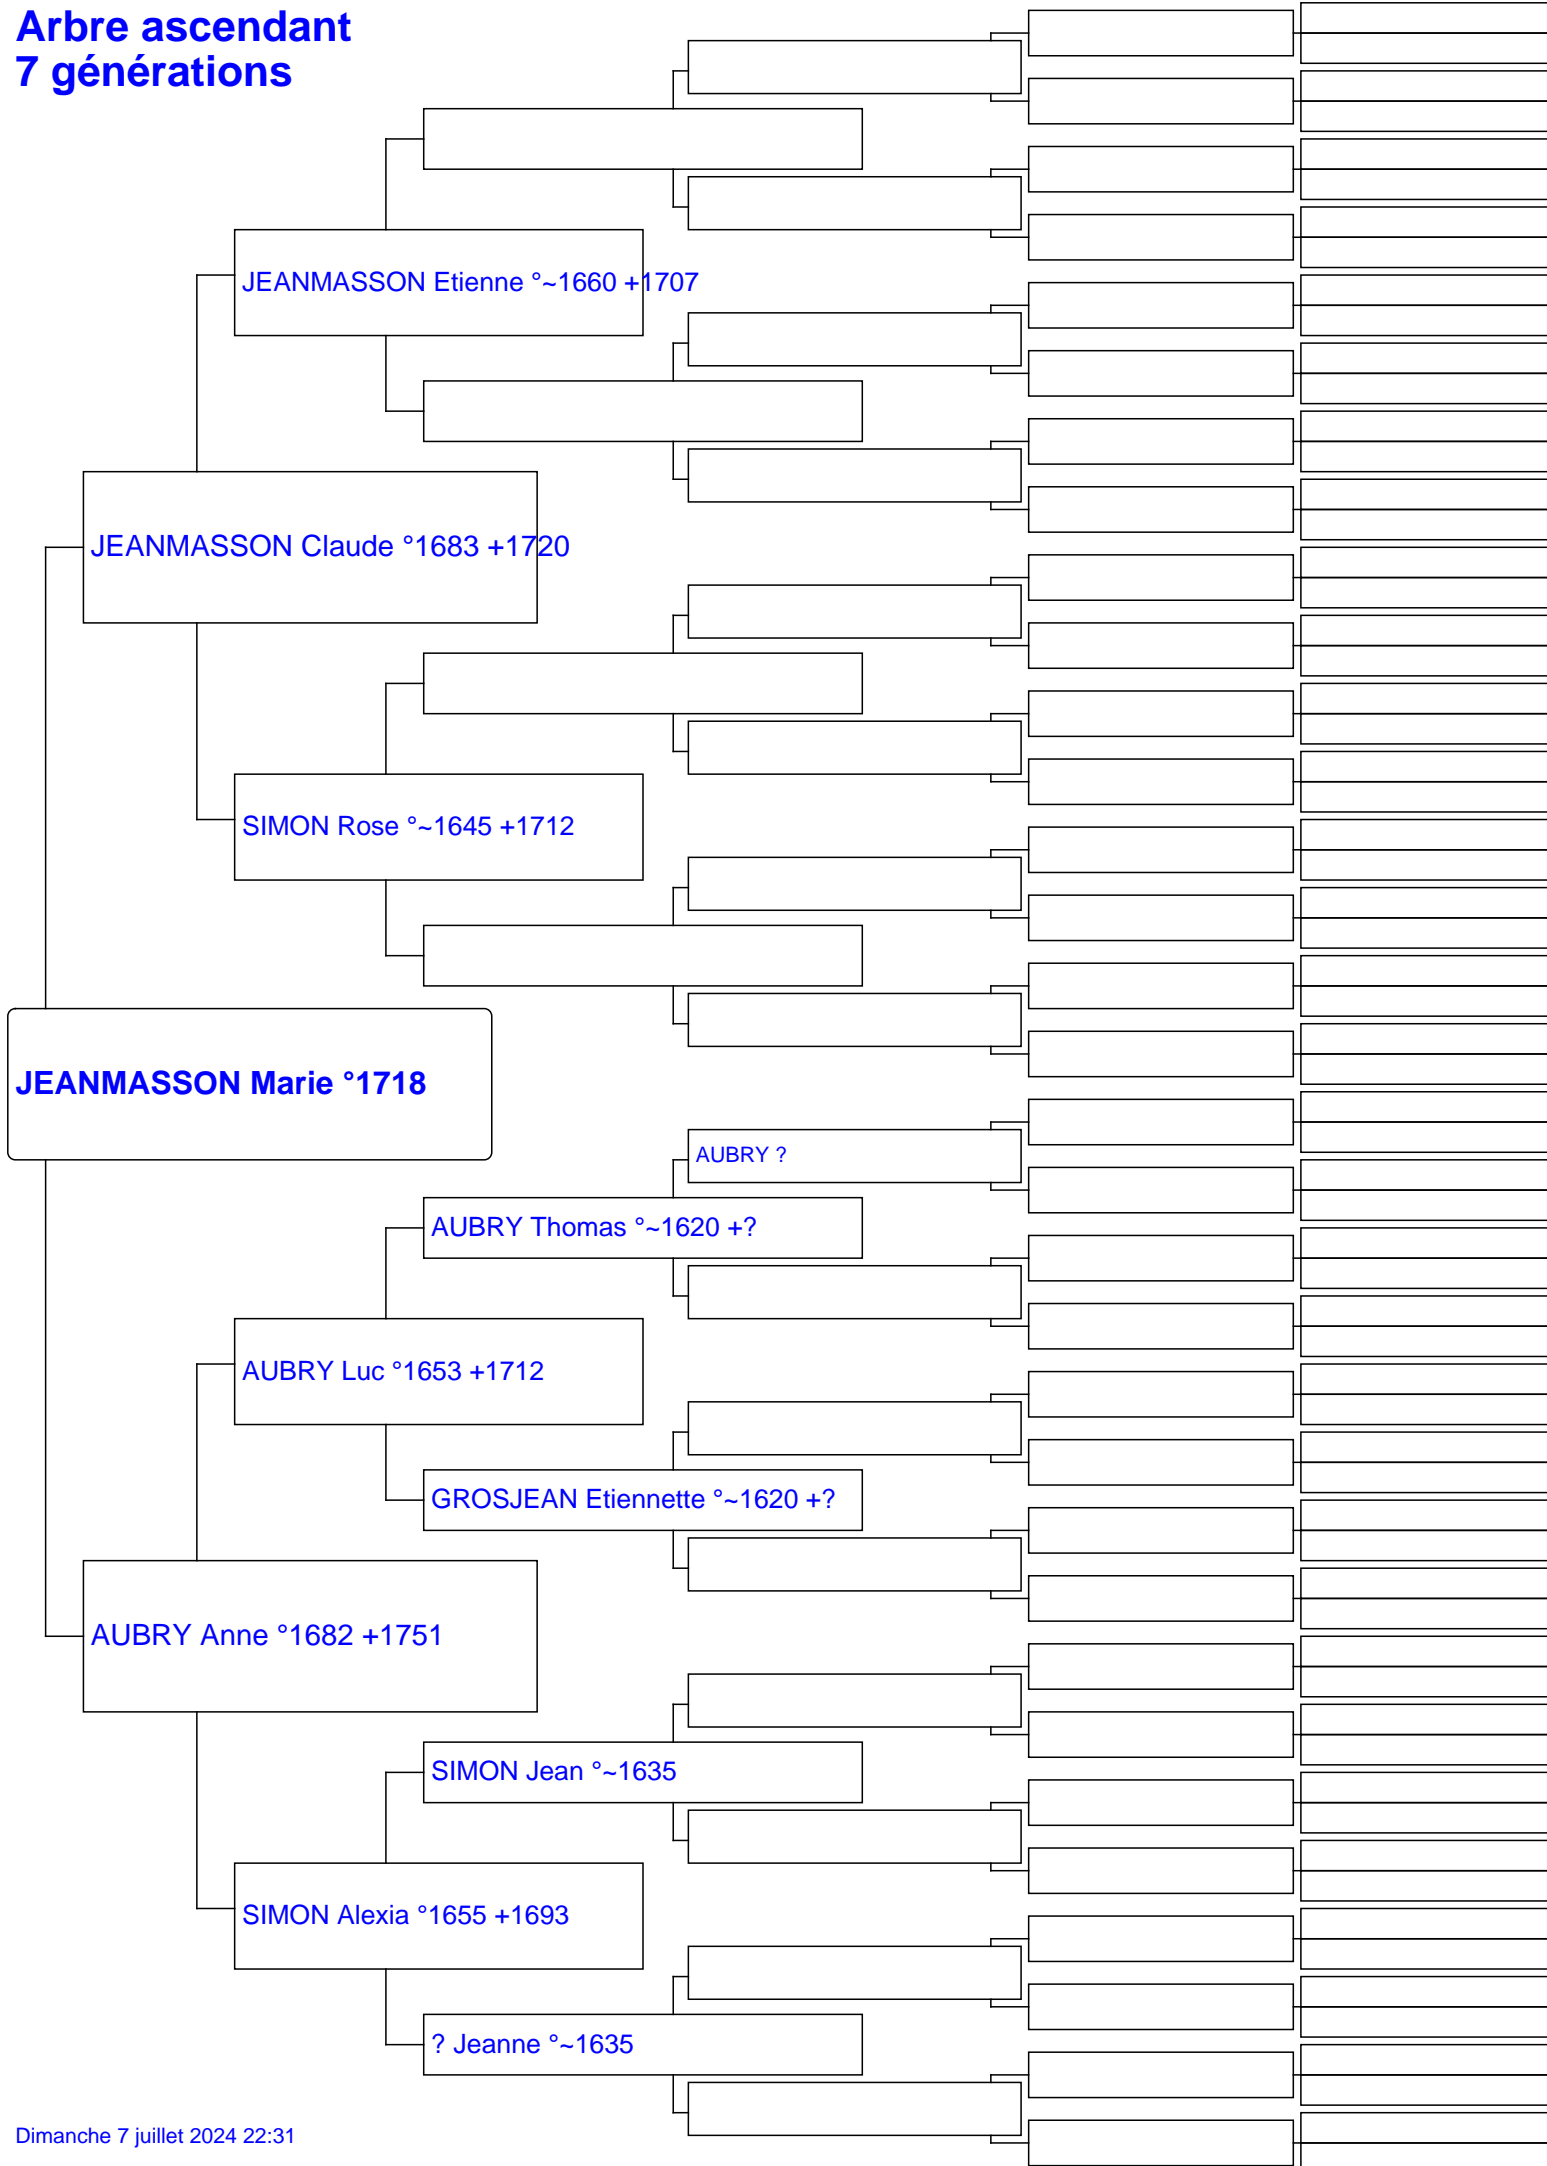 Arbre ascendant
7 générations
JEANMASSON Etienne °~1660 +1707
JEANMASSON Claude °1683 +1720
SIMON Rose °~1645 +1712
JEANMASSON Marie °1718
AUBRY ?
AUBRY Thomas °~1620 +?
AUBRY Luc °1653 +1712
GROSJEAN Etiennette °~1620 +?
AUBRY Anne °1682 +1751
SIMON Jean °~1635
SIMON Alexia °1655 +1693
? Jeanne °~1635
Dimanche 7 juillet 2024 22:31